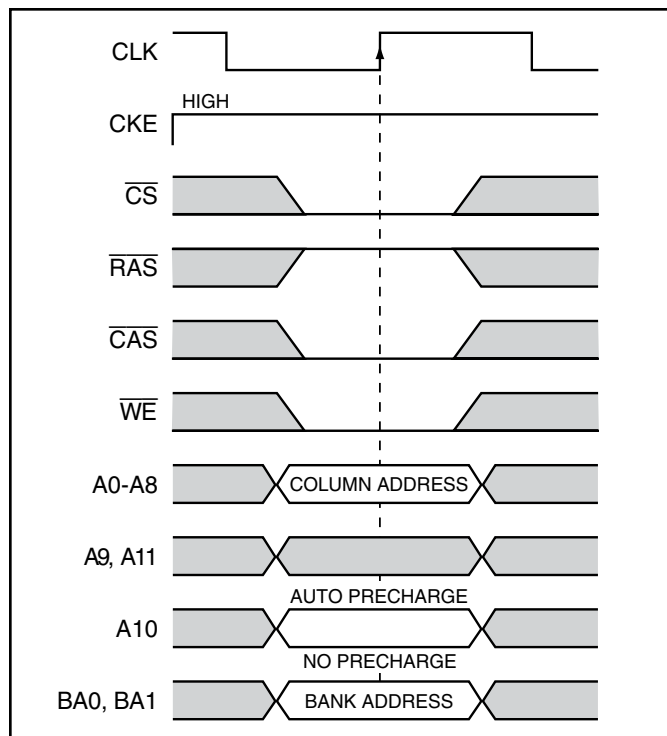 CLK
HIGH
CKE
CS
RAS
CAS
WE
A0-A8 COLUMN ADDRESS
A9, A11
AUTO PRECHARGE
A10
NO PRECHARGE
BA0, BA1 BANK ADDRESS